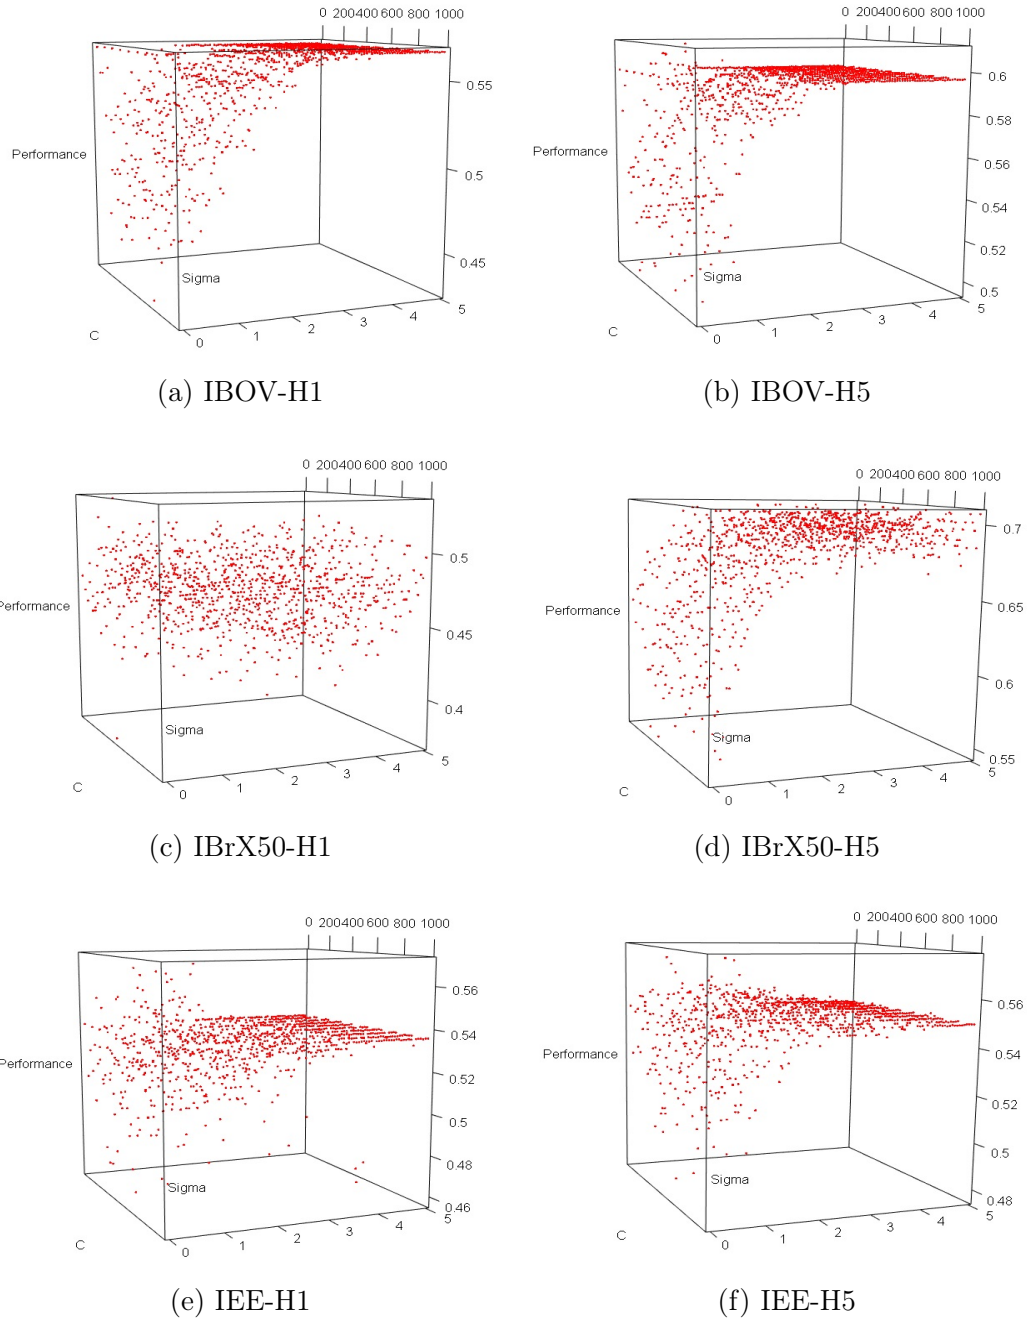 0 200400 600 800 1000
0.55
Performance
0.5
0.45
Sigma
C
0 1 2 3 4 5
(a) IBOV-H1
0 200400 600 800 1000
0.6
0.58
Performance
0.56
0.54
0.52
Sigma
0.5
C
0 1 2 3 4 5
(b) IBOV-H5
0 200400 600 800 1000
0.5
Performance
0.45
0.4
Sigma
C
0 1 2 3 4 5
(c) IBrX50-H1
0 200400 600 800 1000
0.7
Performance
0.65
0.6
Sigma
0.55
C
0 1 2 3 4 5
(d) IBrX50-H5
0 200400 600 800 1000
0.56
0.54
Performance
0.52
0.5
0.48
Sigma
0.46
C
0 1 2 3 4 5
(e) IEE-H1
0 200400 600 800 1000
0.56
Performance
0.54
0.52
0.5
Sigma
0.48
C
0 1 2 3 4 5
(f) IEE-H5